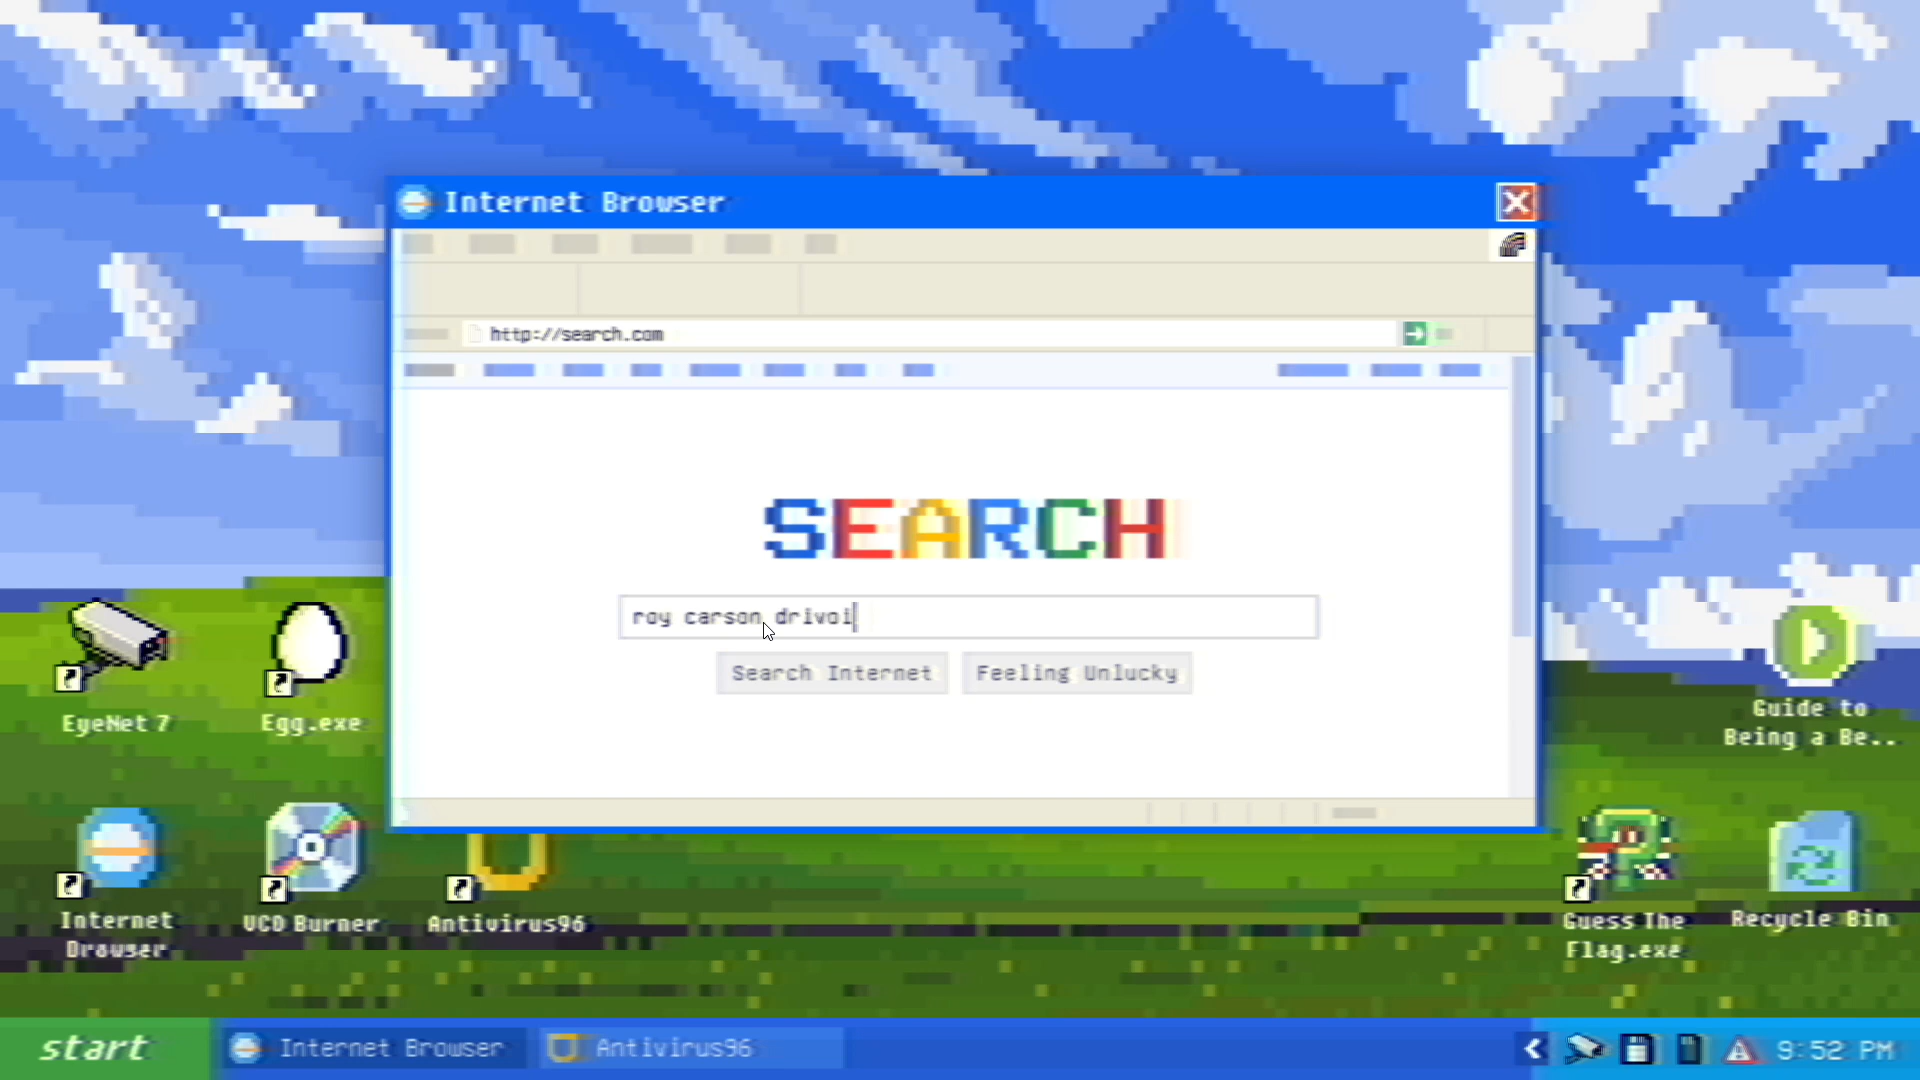 Internet Browser
http://search.com
SEARCH
roy carson drivoi
Search Internet
Feeling Unlucky
EyeNet 7
Egg.exe
Guide to
Being a Be..
Internet
Browser
VCD Burner
Antivirus96
Guess The
Flag.exe
Recycle Bin
start
Internet Browser
Antivirus96
9:52 PM